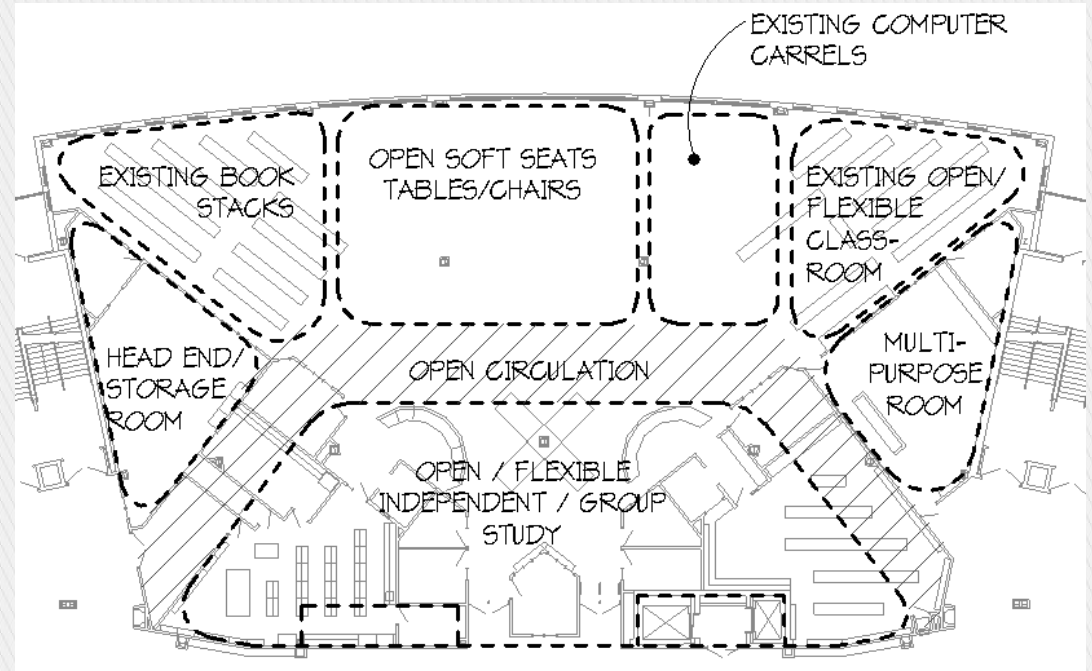 EXISTING COMPUTER
CARRELS
EXISTING BOOK
STACKS
OPEN SOFT SEATS
TABLES/CHAIRS
EXISTING OPEN/
FLEXIBLE
CLASS-
ROOM
HEAD END/
STORAGE
ROOM
OPEN CIRCULATION
MULTI-
PURPOSE
ROOM
OPEN / FLEXIBLE
INDEPENDENT / GROUP
STUDY